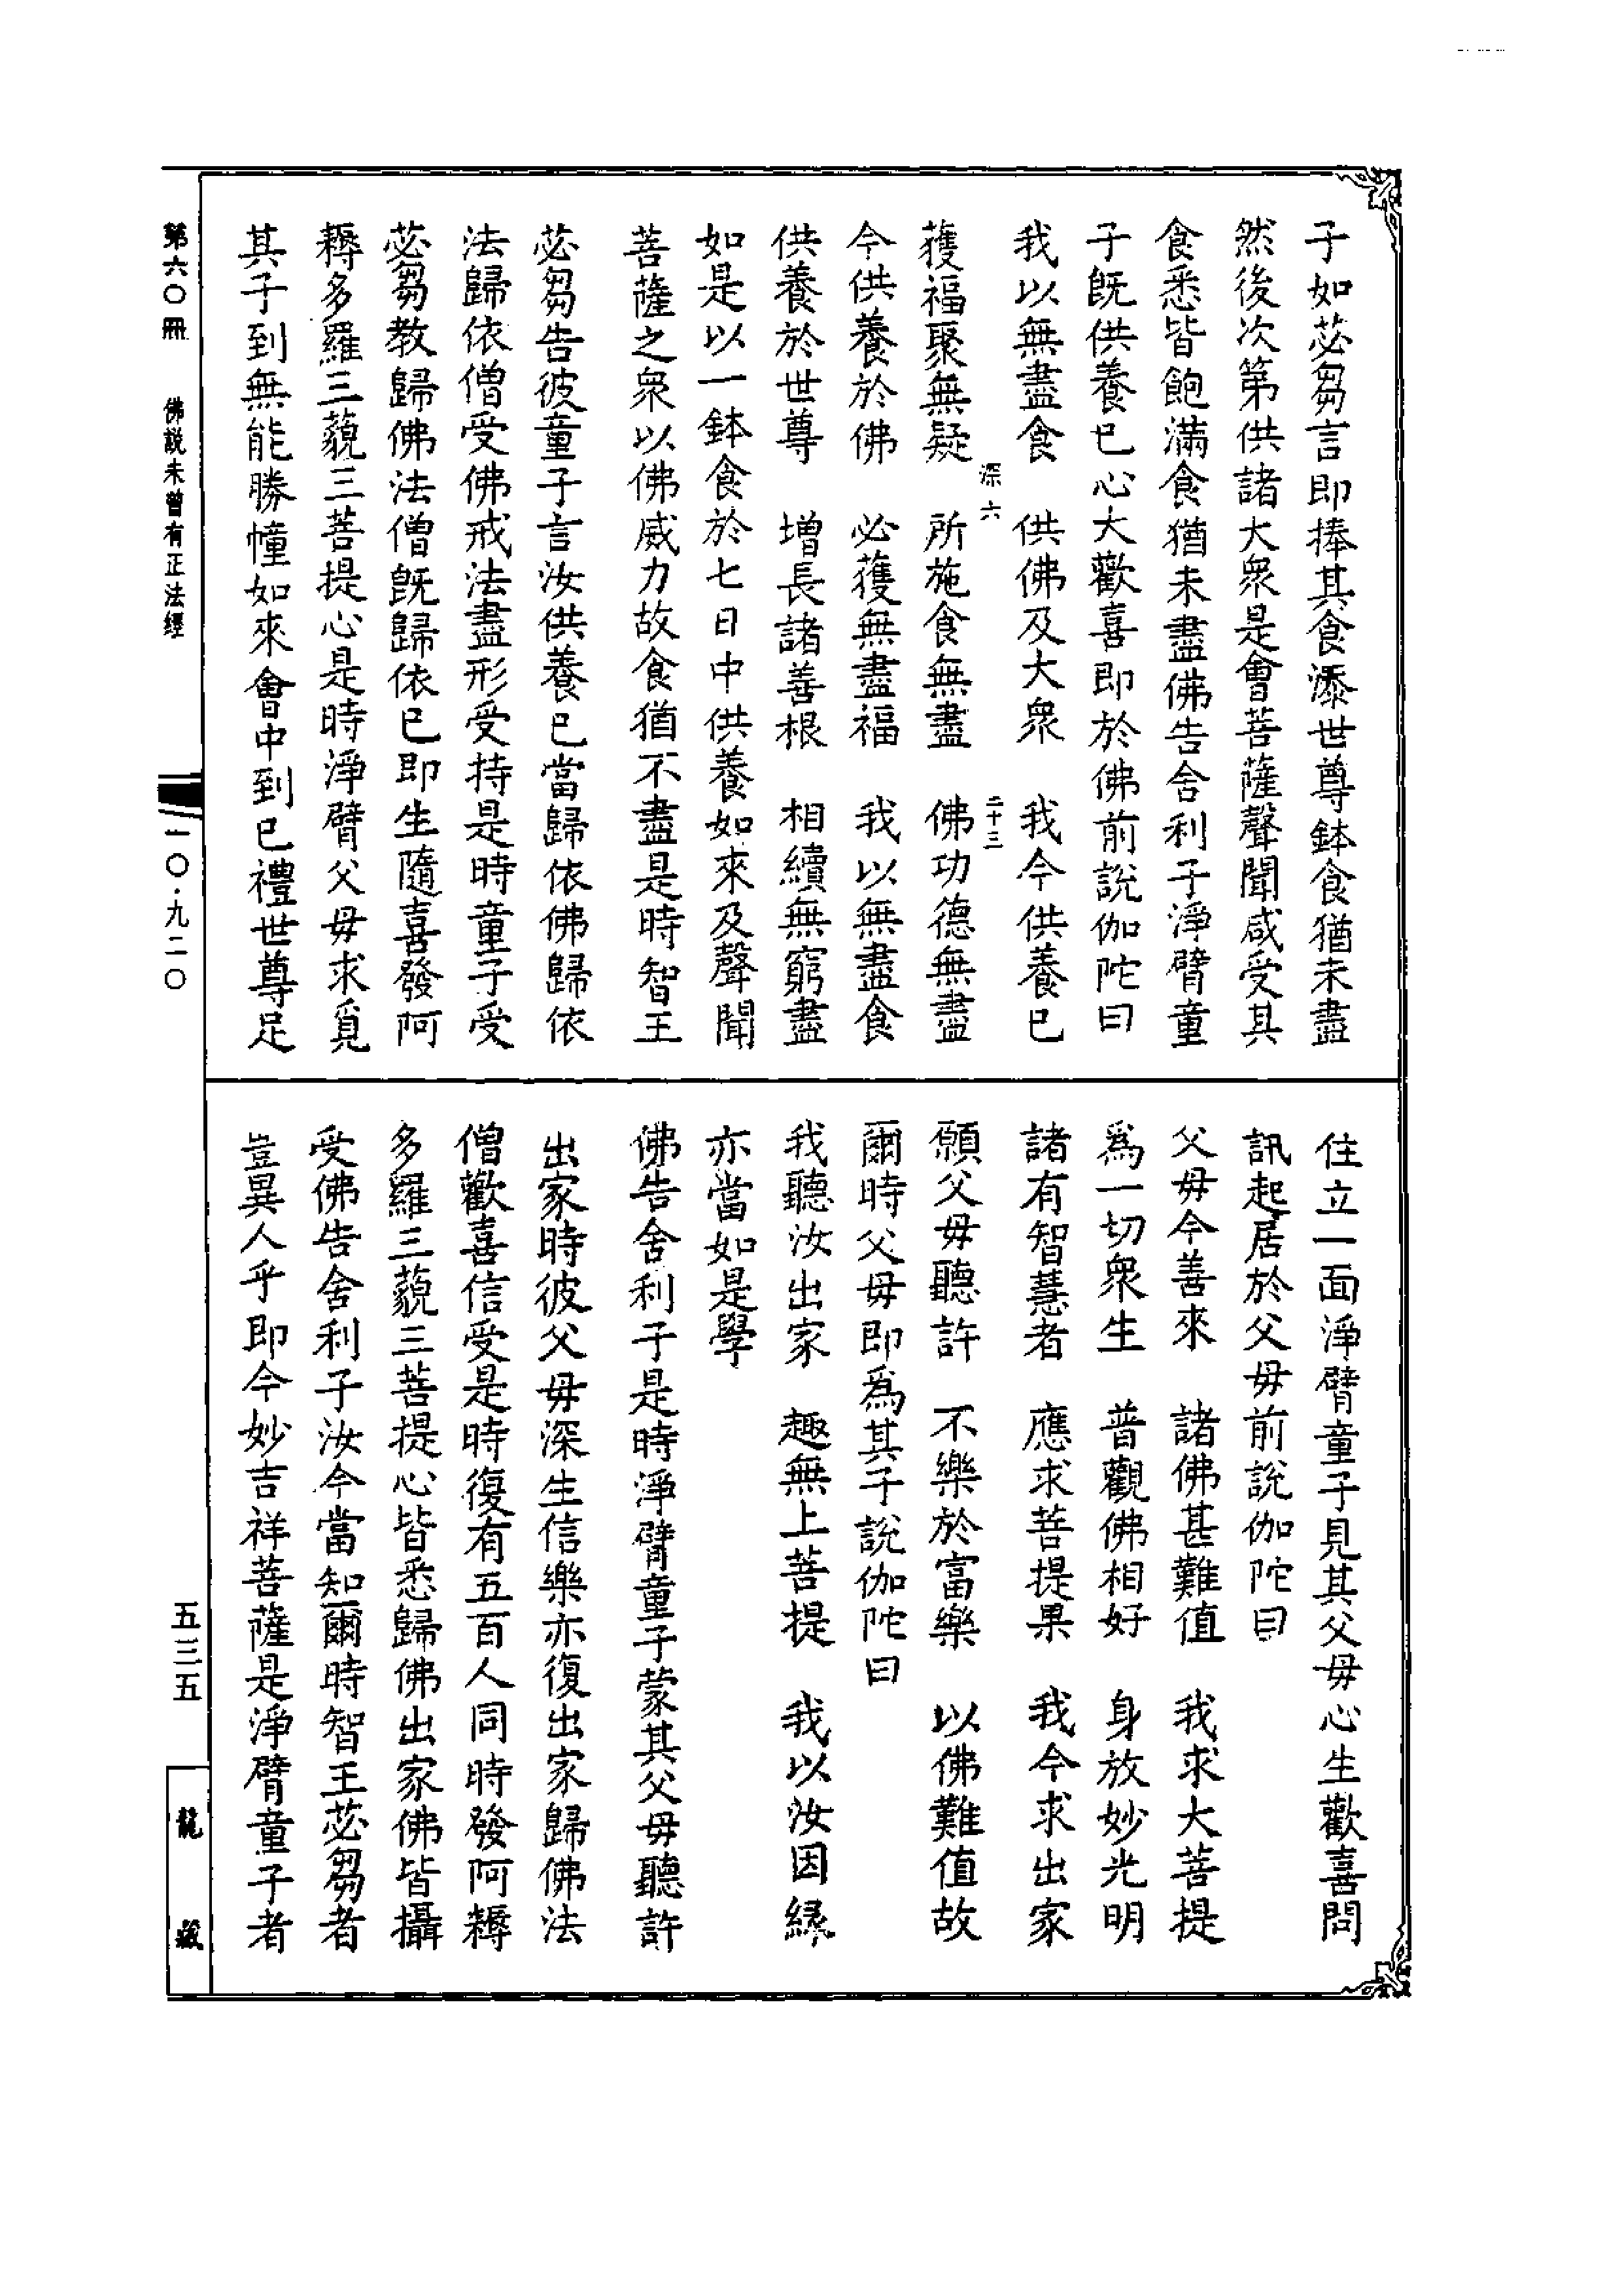 子如苾芻言即捧其食添世尊鉢食猶未盡
然後次第供諸大衆是會菩薩聲聞咸受其
食悉皆飽滿食猶未盡佛告舍利子淨臂童
子旣供養已心大歡喜即於佛前說伽陀曰
我以無盡食　供佛及大衆　我今供養已
深六　二十三
獲福聚無疑　所施食無盡　佛功德無盡
今供養於佛　必獲無盡福　我以無盡食
供養於世尊　增長諸善根　相續無窮盡
如是以一鉢食於七日中供養如來及聲聞
菩薩之衆以佛威力故食猶不盡是時智王
苾芻告彼童子言汝供養已當歸依佛歸依
法歸依僧受佛戒法盡形受持是時童子受
苾芻教歸佛法僧旣歸依已即生隨喜發阿
耨多羅三藐三菩提心是時淨臂父母求覓
其子到無能勝幢如來會中到已禮世尊足
住立一面淨臂童子見其父母心生歡喜問
訊起居於父母前說伽陀曰
父母今善來　諸佛甚難值　我求大菩提
爲一切衆生　普觀佛相好　身放妙光明
諸有智慧者　應求菩提果　我今求出家
願父母聽許　不樂於富樂　以佛難值故
爾時父母即爲其子說伽陀曰
我聽汝出家　趣無上菩提　我以汝因緣
亦當如是學
佛告舍利子是時淨臂童子蒙其父母聽許
出家時彼父母深生信樂亦復出家歸佛法
僧歡喜信受是時復有五百人同時發阿耨
多羅三藐三菩提心皆悉歸佛出家佛皆攝
受佛告舍利子汝今當知爾時智王苾芻者
豈異人乎即今妙吉祥菩薩是淨臂童子者
第六〇冊　佛說未曾有正法經
一〇·九二〇
五三五
龍藏